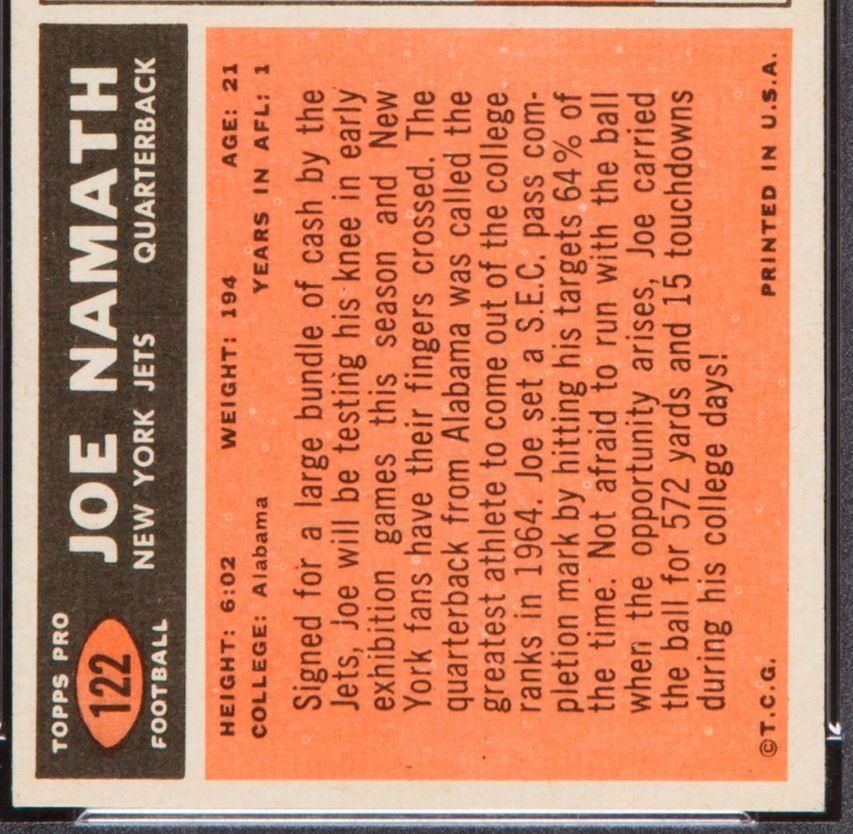 TOPPS PRO
122
FOOTBALL
JOE NAMATH
NEW YORK JETS QUARTERBACK
HEIGHT: 6:02 WEIGHT: 194 AGE: 21
COLLEGE: Alabama YEARS IN AFL: 1
Signed for a large bundle of cash by the
Jets, Joe will be testing his knee in early
exhibition games this season and New
York fans have their fingers crossed. The
quarterback from Alabama was called the
greatest athlete to come out of the college
ranks in 1964. Joe set a S.E.C. pass com-
pletion mark by hitting his targets 64% of
the time. Not afraid to run with the ball
when the opportunity arises, Joe carried
the ball for 572 yards and 15 touchdowns
during his college days!
©T.C.G. PRINTED IN U.S.A.